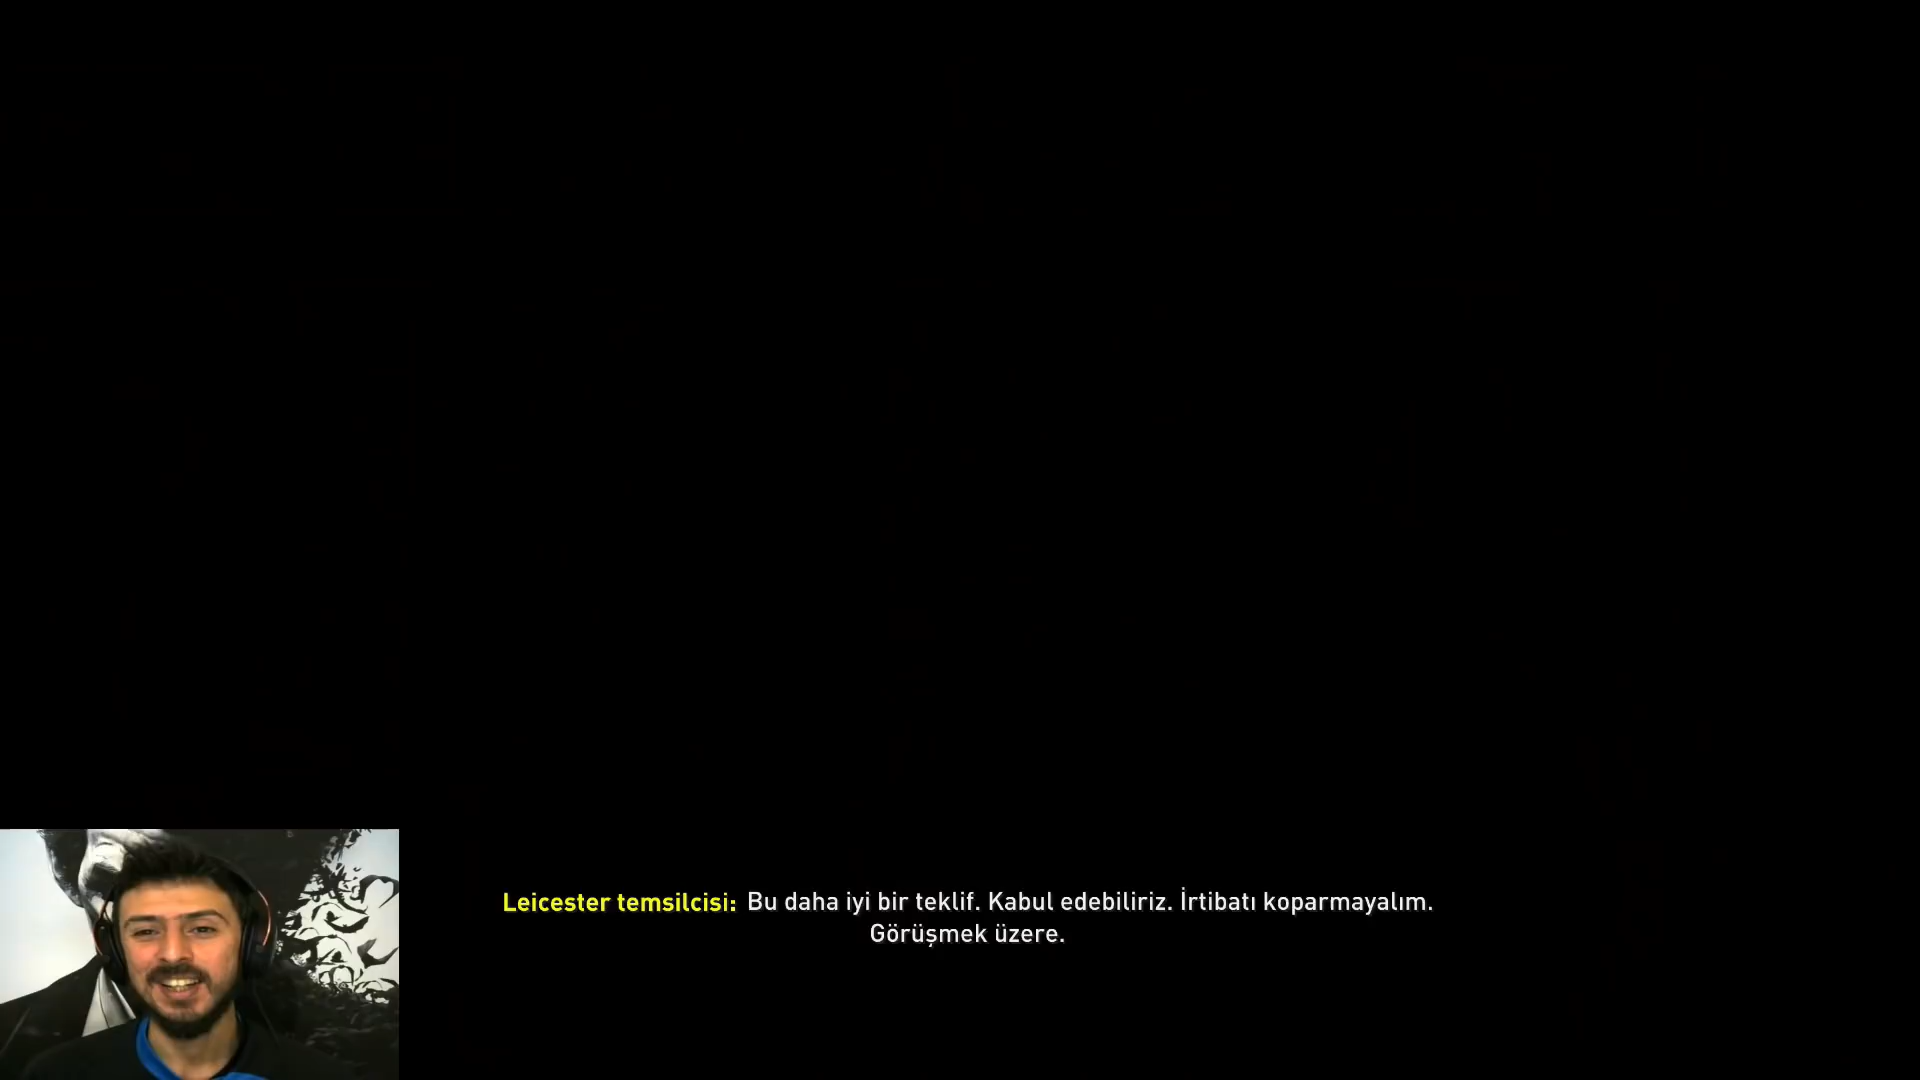 Leicester temsilcisi: Bu daha iyi bir teklif. Kabul edebiliriz. İrtibatı koparmayalım.
Görüşmek üzere.